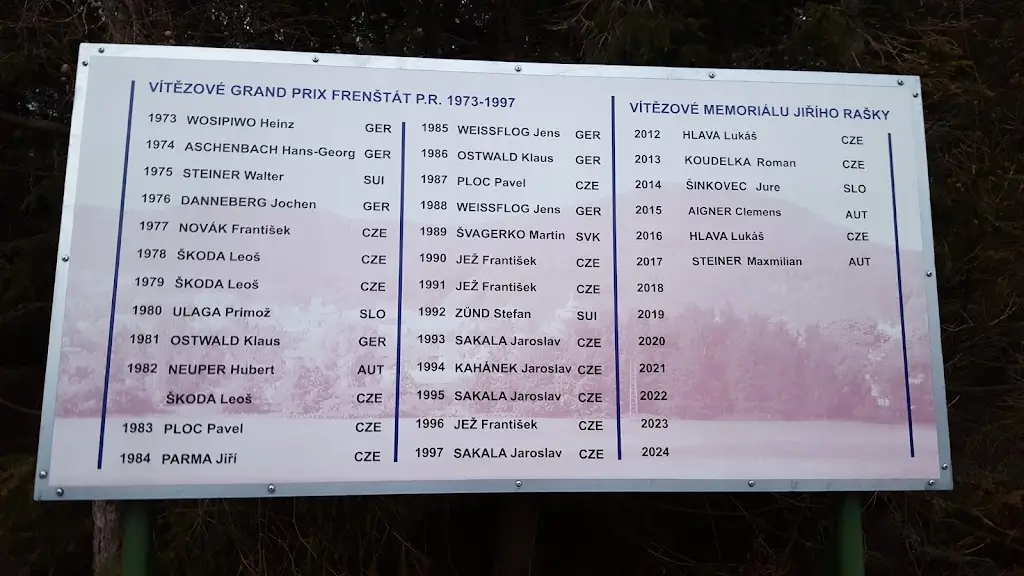 VÍTĚZOVÉ GRAND PRIX FRENŠTÁT P.R. 1973-1997
1973 WOSIPIWO Heinz GER
1974 ASCHENBACH Hans-Georg GER
1975 STEINER Walter SUI
1976 DANNEBERG Jochen GER
1977 NOVÁK František CZE
1978 ŠKODA Leoš CZE
1979 ŠKODA Leoš CZE
1980 ULAGA Primož SLO
1981 OSTWALD Klaus GER
1982 NEUPER Hubert AUT
ŠKODA Leoš CZE
1983 PLOC Pavel CZE
1984 PARMA Jiří CZE
1985 WEISSFLOG Jens GER
1986 OSTWALD Klaus GER
1987 PLOC Pavel CZE
1988 WEISSFLOG Jens GER
1989 ŠVAGERKO Martin SVK
1990 JEŽ František CZE
1991 JEŽ František CZE
1992 ZÜND Stefan SUI
1993 SAKALA Jaroslav CZE
1994 KAHÁNEK Jaroslav CZE
1995 SAKALA Jaroslav CZE
1996 JEŽ František CZE
1997 SAKALA Jaroslav CZE
VÍTĚZOVÉ MEMORIÁLU JIŘÍHO RAŠKY
2012 HLAVA Lukáš CZE
2013 KOUDELKA Roman CZE
2014 ŠINKOVEC Jure SLO
2015 AIGNER Clemens AUT
2016 HLAVA Lukáš CZE
2017 STEINER Maxmilian AUT
2018
2019
2020
2021
2022
2023
2024